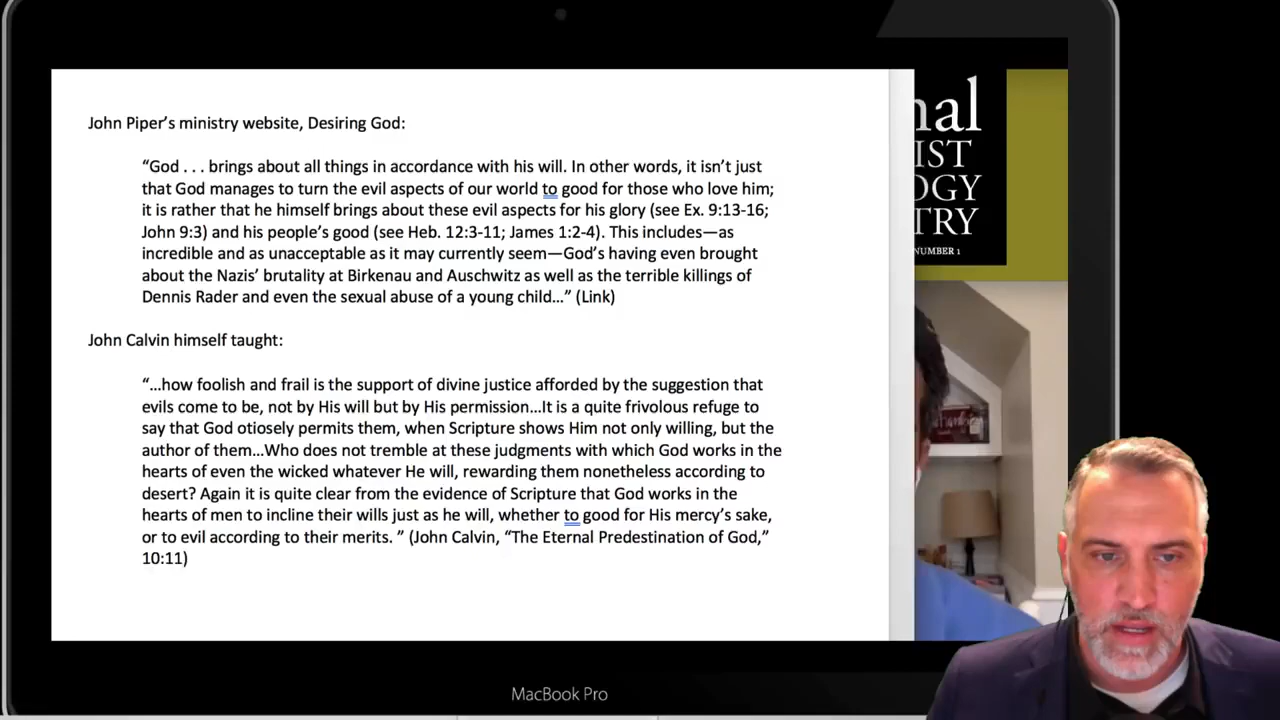 John Piper’s ministry website, Desiring God:
“God . . . brings about all things in accordance with his will. In other words, it isn’t just
that God manages to turn the evil aspects of our world to good for those who love him;
it is rather that he himself brings about these evil aspects for his glory (see Ex. 9:13-16;
John 9:3) and his people’s good (see Heb. 12:3-11; James 1:2-4). This includes—as
incredible and as unacceptable as it may currently seem—God’s having even brought
about the Nazis’ brutality at Birkenau and Auschwitz as well as the terrible killings of
Dennis Rader and even the sexual abuse of a young child…” (Link)
John Calvin himself taught:
“…how foolish and frail is the support of divine justice afforded by the suggestion that
evils come to be, not by His will but by His permission…It is a quite frivolous refuge to
say that God otiosely permits them, when Scripture shows Him not only willing, but the
author of them…Who does not tremble at these judgments with which God works in the
hearts of even the wicked whatever He will, rewarding them nonetheless according to
desert? Again it is quite clear from the evidence of Scripture that God works in the
hearts of men to incline their wills just as he will, whether to good for His mercy’s sake,
or to evil according to their merits. ” (John Calvin, “The Eternal Predestination of God,”
10:11)
nal
IST
OGY
TRY
NUMBER 1
MacBook Pro